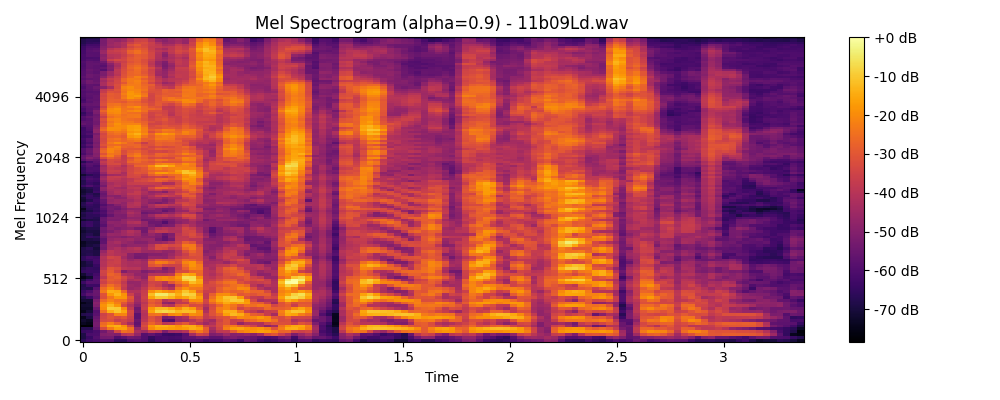 Mel Spectrogram (alpha=0.9) - 11b09Ld.wav
Mel Frequency
4096
2048
1024
512
0
0
0.5
1
1.5
2
2.5
3
Time
+0 dB
-10 dB
-20 dB
-30 dB
-40 dB
-50 dB
-60 dB
-70 dB